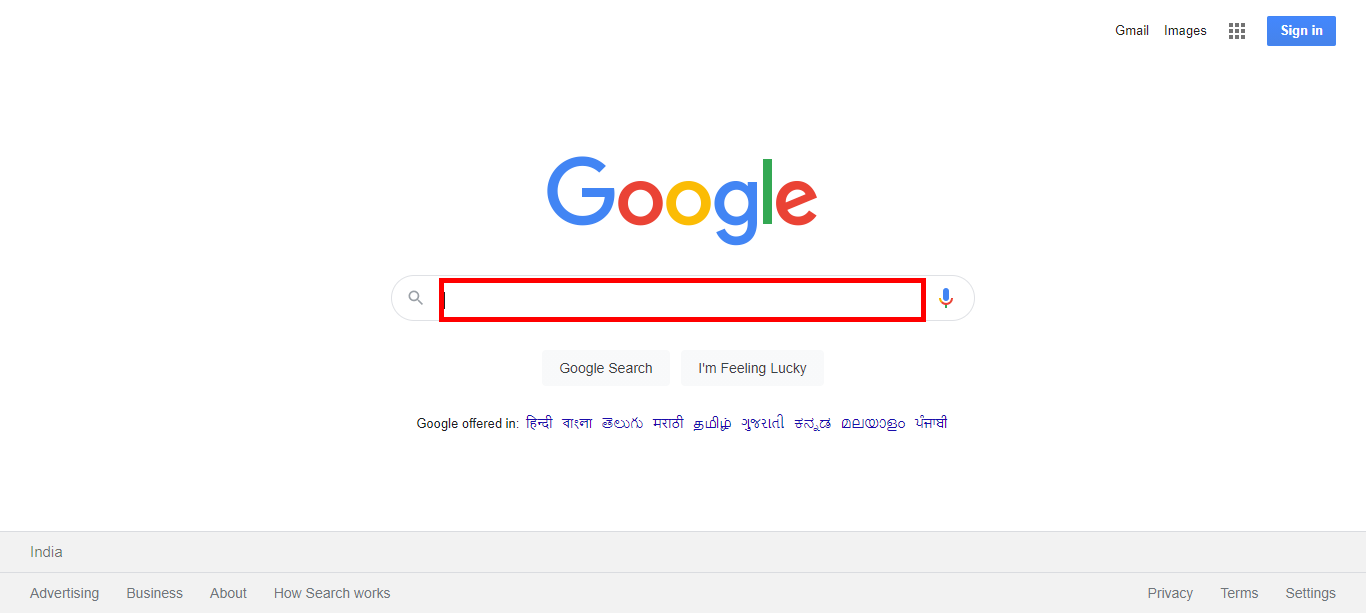 Gmail Images Sign in
Google
Google Search I'm Feeling Lucky
Google offered in: हिन्दी বাংলা తెలుగు मराठी தமிழ் ગુજરાતી ಕನ್ನಡ മലയാളം ਪੰਜਾਬੀ
India
Advertising Business About How Search works Privacy Terms Settings